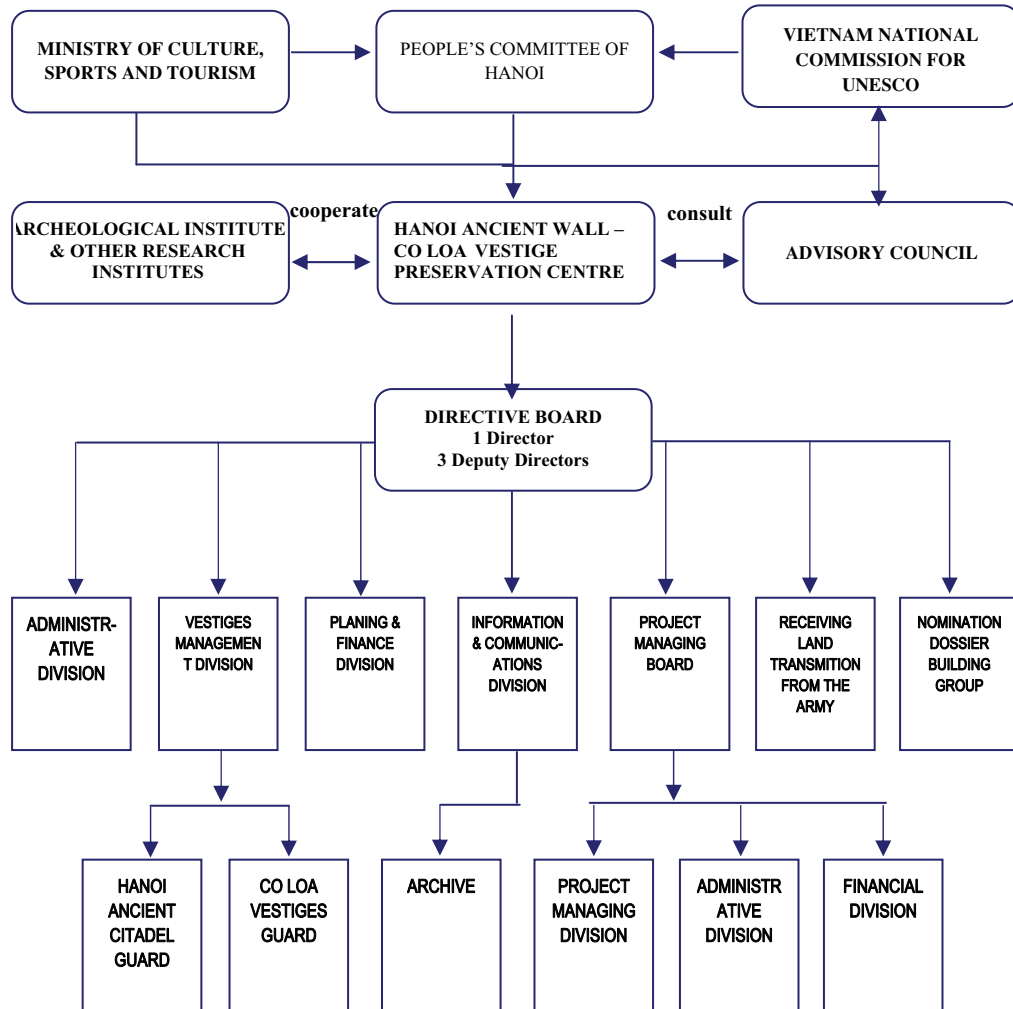 MINISTRY OF CULTURE,
SPORTS AND TOURISM
PEOPLE'S COMMITTEE OF
HANOI
VIETNAM NATIONAL
COMMISSION FOR
UNESCO
ARCHEOLOGICAL INSTITUTE
& OTHER RESEARCH
INSTITUTES
cooperate
HANOI ANCIENT WALL –
CO LOA VESTIGE
PRESERVATION CENTRE
consult
ADVISORY COUNCIL
DIRECTIVE BOARD
1 Director
3 Deputy Directors
ADMINISTR-
ATIVE
DIVISION
VESTIGES
MANAGEMEN
T DIVISION
PLANING &
FINANCE
DIVISION
INFORMATION
& COMMUNIC-
ATIONS
DIVISION
PROJECT
MANAGING
BOARD
RECEIVING
LAND
TRANSMITION
FROM THE
ARMY
NOMINATION
DOSSIER
BUILDING
GROUP
HANOI
ANCIENT
CITADEL
GUARD
CO LOA
VESTIGES
GUARD
ARCHIVE
PROJECT
MANAGING
DIVISION
ADMINISTR
ATIVE
DIVISION
FINANCIAL
DIVISION